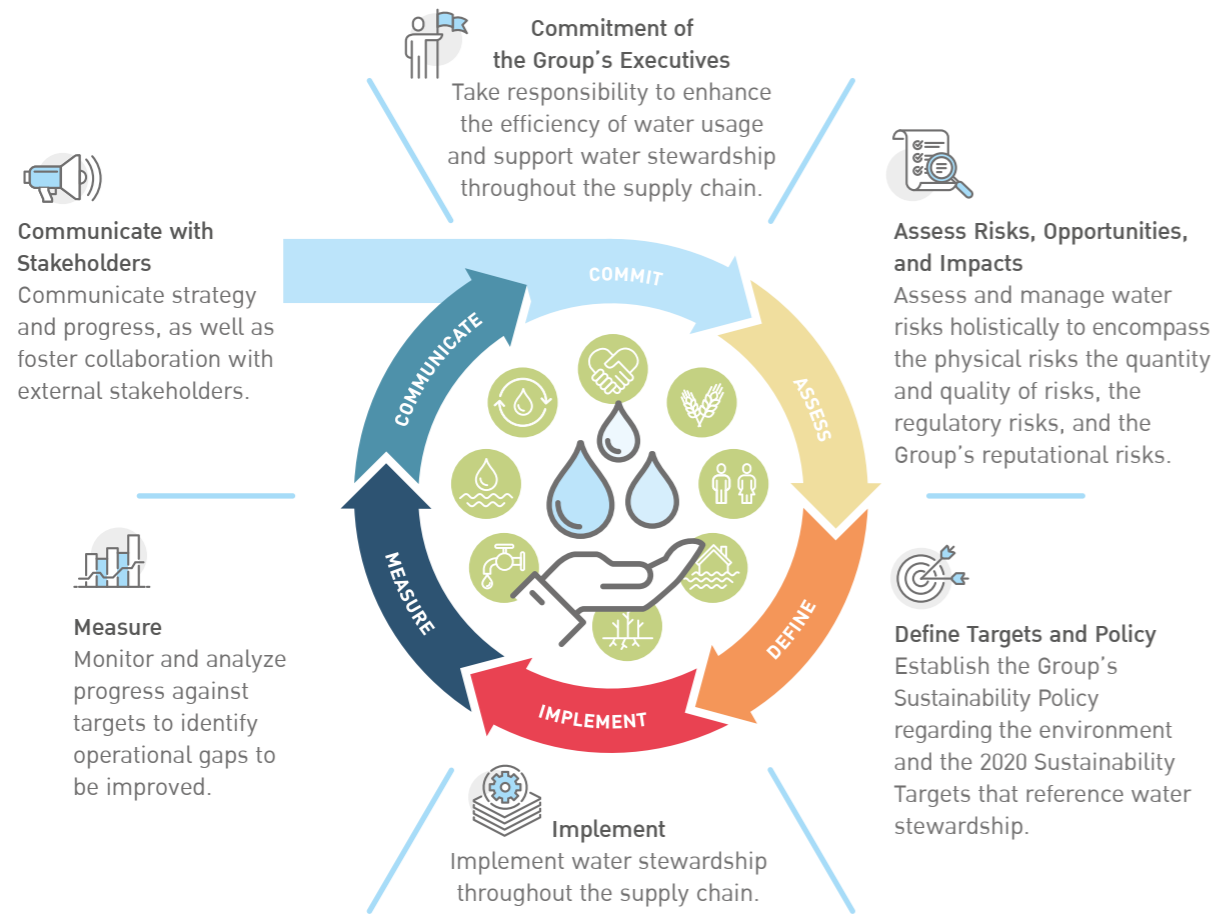 Commitment of
the Group's Executives
Take responsibility to enhance
the efficiency of water usage
and support water stewardship
throughout the supply chain.
Assess Risks, Opportunities,
and Impacts
Assess and manage water
risks holistically to encompass
the physical risks the quantity
and quality of risks, the
regulatory risks, and the
Group's reputational risks.
Define Targets and Policy
Establish the Group's
Sustainability Policy
regarding the environment
and the 2020 Sustainability
Targets that reference water
stewardship.
Implement
Implement water stewardship
throughout the supply chain.
Measure
Monitor and analyze
progress against
targets to identify
operational gaps to
be improved.
Communicate with
Stakeholders
Communicate strategy
and progress, as well as
foster collaboration with
external stakeholders.
COMMIT
ASSESS
DEFINE
IMPLEMENT
MEASURE
COMMUNICATE